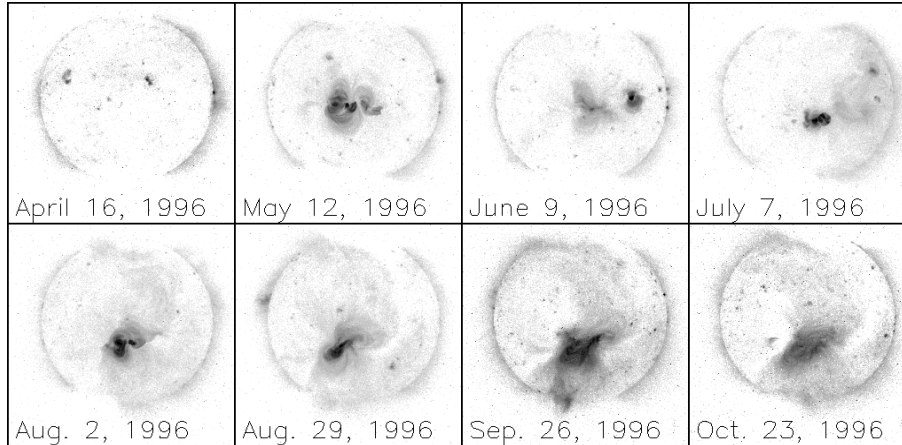 April 16, 1996
May 12, 1996
June 9, 1996
July 7, 1996
Aug. 2, 1996
Aug. 29, 1996
Sep. 26, 1996
Oct. 23, 1996